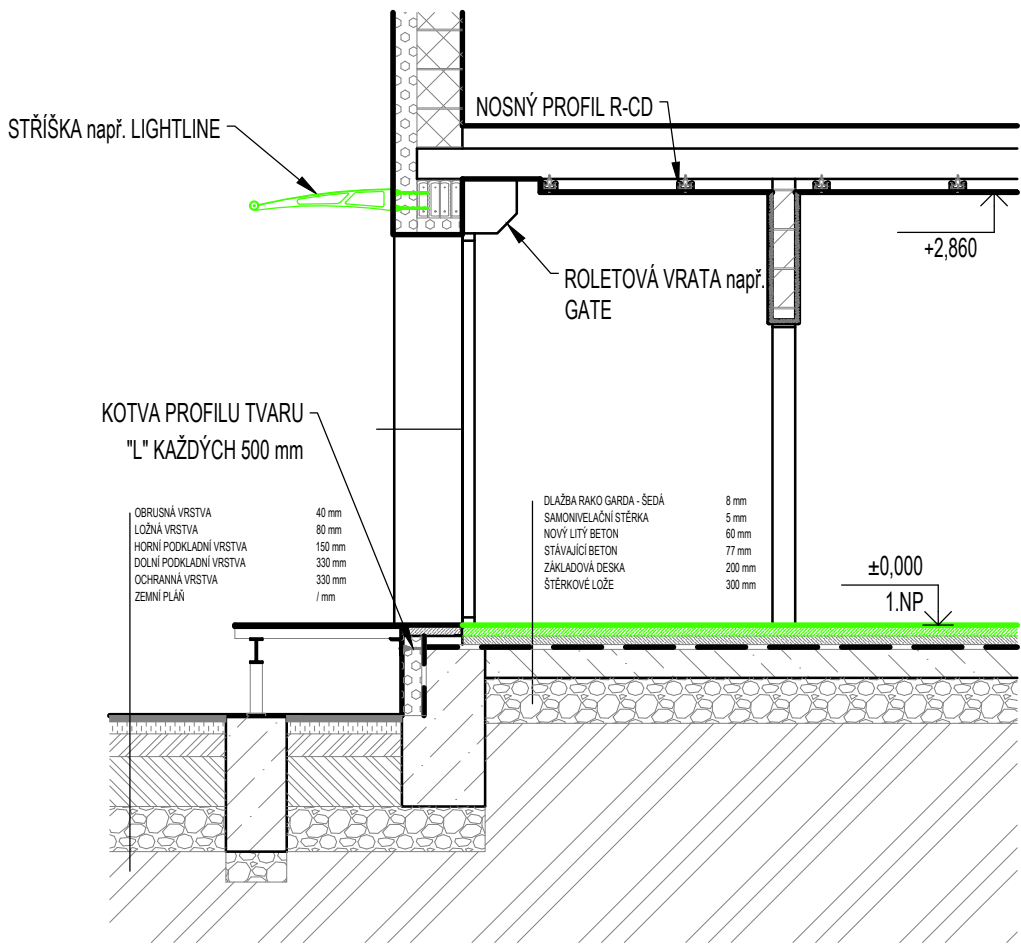 NOSNÝ PROFIL R-CD
STŘÍŠKA např. LIGHTLINE
+2,860
ROLETOVÁ VRATA např.
GATE
KOTVA PROFILU TVARU
"L" KAŽDÝCH 500 mm
OBRUSNÁ VRSTVA 40 mm
LOŽNÁ VRSTVA 80 mm
HORNÍ PODKLADNÍ VRSTVA 150 mm
DOLNÍ PODKLADNÍ VRSTVA 330 mm
OCHRANNÁ VRSTVA 330 mm
ZEMNÍ PLÁŇ / mm
DLAŽBA RAKO GARDA - ŠEDÁ 8 mm
SAMONIVELAČNÍ STĚRKA 5 mm
NOVÝ LITÝ BETON 60 mm
STÁVAJÍCÍ BETON 77 mm
ZÁKLADOVÁ DESKA 200 mm
ŠTĚRKOVÉ LOŽE 300 mm
±0,000
1.NP